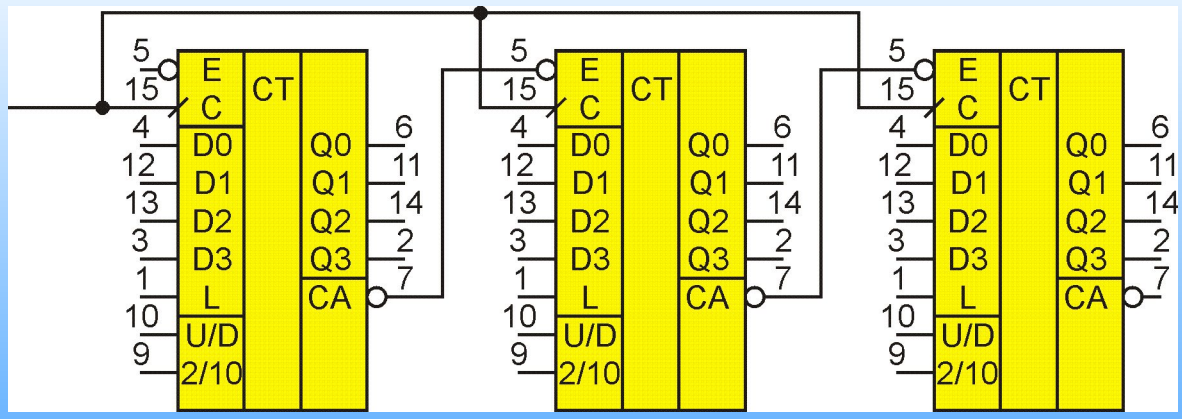 5 E CT 5 E CT 5 E CT
15 C 15 C 15 C
4 D0 Q0 6 4 D0 Q0 6 4 D0 Q0 6
12 D1 Q1 11 12 D1 Q1 11 12 D1 Q1 11
13 D2 Q2 14 13 D2 Q2 14 13 D2 Q2 14
3 D3 Q3 2 3 D3 Q3 2 3 D3 Q3 2
1 L CA 7 1 L CA 7 1 L CA 7
10 U/D 10 U/D 10 U/D
9 2/10 9 2/10 9 2/10